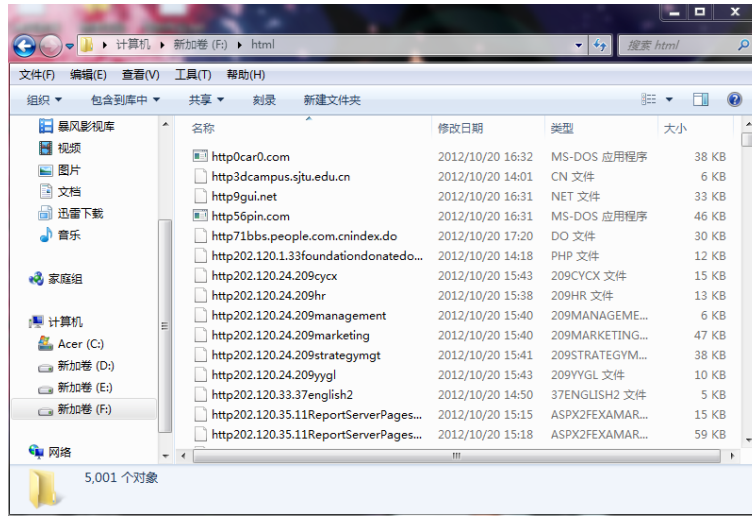 计算机 新加卷 (F:) html 搜索 html
文件(F) 编辑(E) 查看(V) 工具(T) 帮助(H)
组织 包含到库中 共享 刻录 新建文件夹
暴风影视库
视频
图片
文档
迅雷下载
音乐
家庭组
计算机
Acer (C:)
新加卷 (D:)
新加卷 (E:)
新加卷 (F:)
网络
名称 修改日期 类型 大小
http0car0.com 2012/10/20 16:32 MS-DOS 应用程序 38 KB
http3dcampus.sjtu.edu.cn 2012/10/20 14:01 CN 文件 6 KB
http9gui.net 2012/10/20 16:31 NET 文件 33 KB
http56pin.com 2012/10/20 16:31 MS-DOS 应用程序 46 KB
http71bbs.people.com.cnindex.do 2012/10/20 17:20 DO 文件 30 KB
http202.120.1.33foundationdonatedo... 2012/10/20 14:18 PHP 文件 12 KB
http202.120.24.209cycx 2012/10/20 15:43 209CYCX 文件 15 KB
http202.120.24.209hr 2012/10/20 15:38 209HR 文件 13 KB
http202.120.24.209management 2012/10/20 15:40 209MANAGEME... 6 KB
http202.120.24.209marketing 2012/10/20 15:40 209MARKETING... 47 KB
http202.120.24.209strategymgt 2012/10/20 15:41 209STRATEGYM... 38 KB
http202.120.24.209yygl 2012/10/20 15:43 209YYGL 文件 10 KB
http202.120.33.37english2 2012/10/20 14:50 37ENGLISH2 文件 5 KB
http202.120.35.11ReportServerPages... 2012/10/20 15:15 ASPX2FEXAMAR... 15 KB
http202.120.35.11ReportServerPages... 2012/10/20 15:18 ASPX2FEXAMAR... 59 KB
5,001 个对象